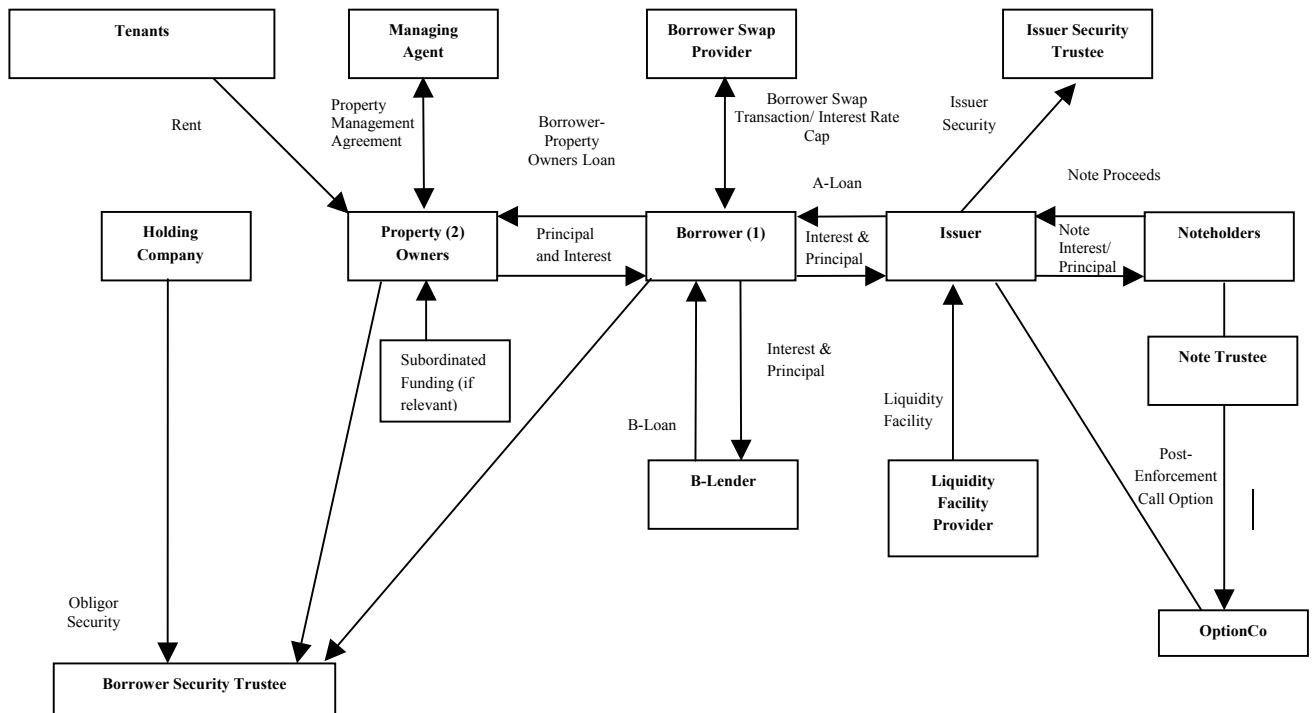 Tenants
Managing
Agent
Borrower Swap
Provider
Issuer Security
Trustee
Rent
Property
Management
Agreement
Borrower-
Property
Owners Loan
Borrower Swap
Transaction/ Interest Rate
Cap
Issuer
Security
A-Loan
Note Proceeds
Holding
Company
Property (2)
Owners
Principal
and Interest
Borrower (1)
Interest &
Principal
Issuer
Note
Interest/
Principal
Noteholders
Subordinated
Funding (if
relevant)
Interest &
Principal
Note Trustee
B-Loan
Liquidity
Facility
B-Lender
Liquidity
Facility
Provider
Post-
Enforcement
Call Option
Obligor
Security
OptionCo
Borrower Security Trustee